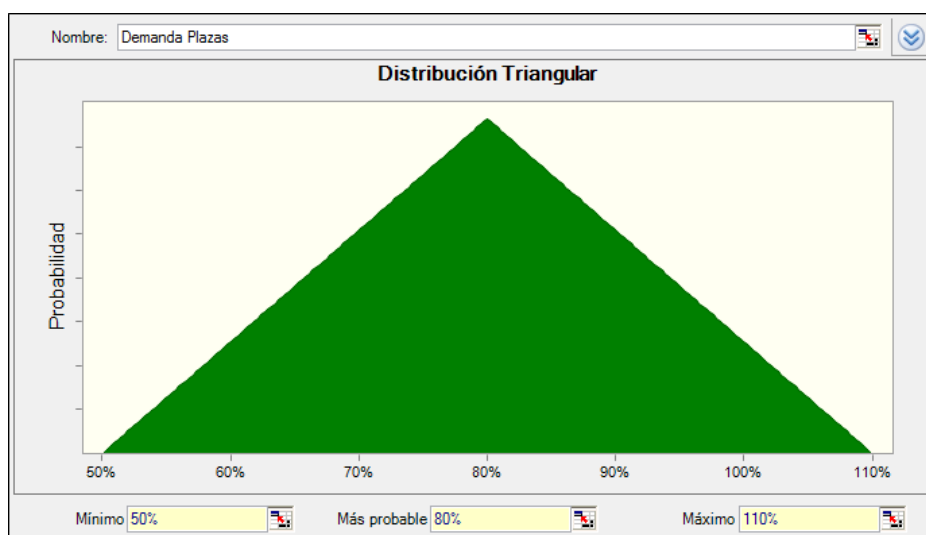 Nombre: Demanda Plazas
Distribución Triangular
Probabilidad
50% 60% 70% 80% 90% 100% 110%
Mínimo 50% Más probable 80% Máximo 110%